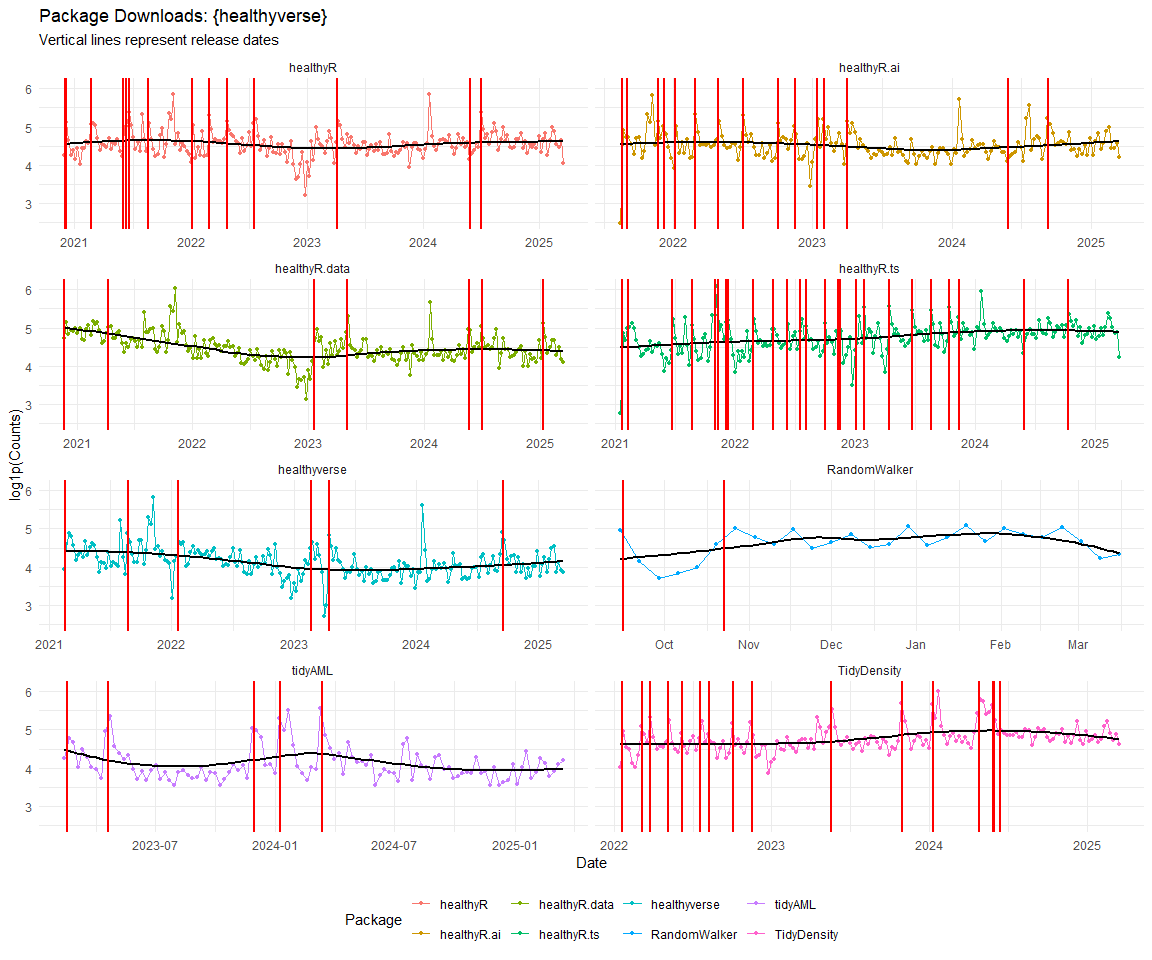 Package Downloads: {healthyverse}
Vertical lines represent release dates
healthyR
healthyR.ai
6
5
4
3
2021 2022 2023 2024 2025
2022 2023 2024 2025
healthyR.data
healthyR.ts
6
5
4
3
2021 2022 2023 2024 2025
2021 2022 2023 2024 2025
log1p(Counts)
healthyverse
RandomWalker
6
5
4
3
2021 2022 2023 2024 2025
Oct Nov Dec Jan Feb Mar
tidyAML
TidyDensity
6
5
4
3
2023-07 2024-01 2024-07 2025-01
2022 2023 2024 2025
Date
Package
healthyR healthyR.data healthyverse tidyAML
healthyR.ai healthyR.ts RandomWalker TidyDensity